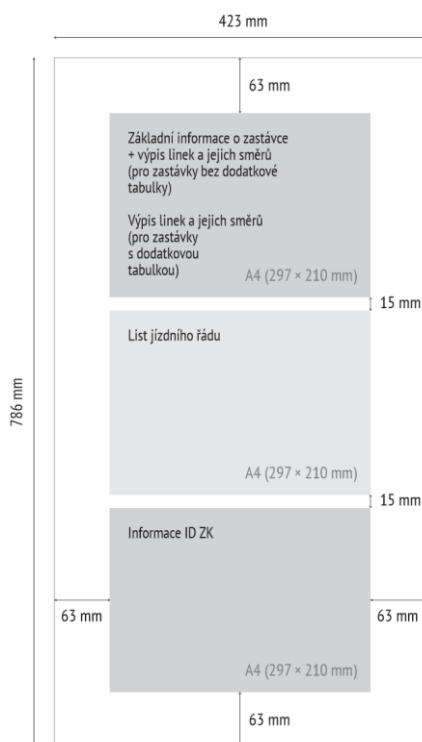 423 mm
63 mm
Základní informace o zastávce
+ výpis linek a jejich směrů
(pro zastávky bez dodatkové
tabulky)
Výpis linek a jejich směrů
(pro zastávky
s dodatkovou
tabulkou)
A4 (297 × 210 mm)
15 mm
List jízdního řádu
786 mm
A4 (297 × 210 mm)
15 mm
Informace ID ZK
63 mm
63 mm
A4 (297 × 210 mm)
63 mm